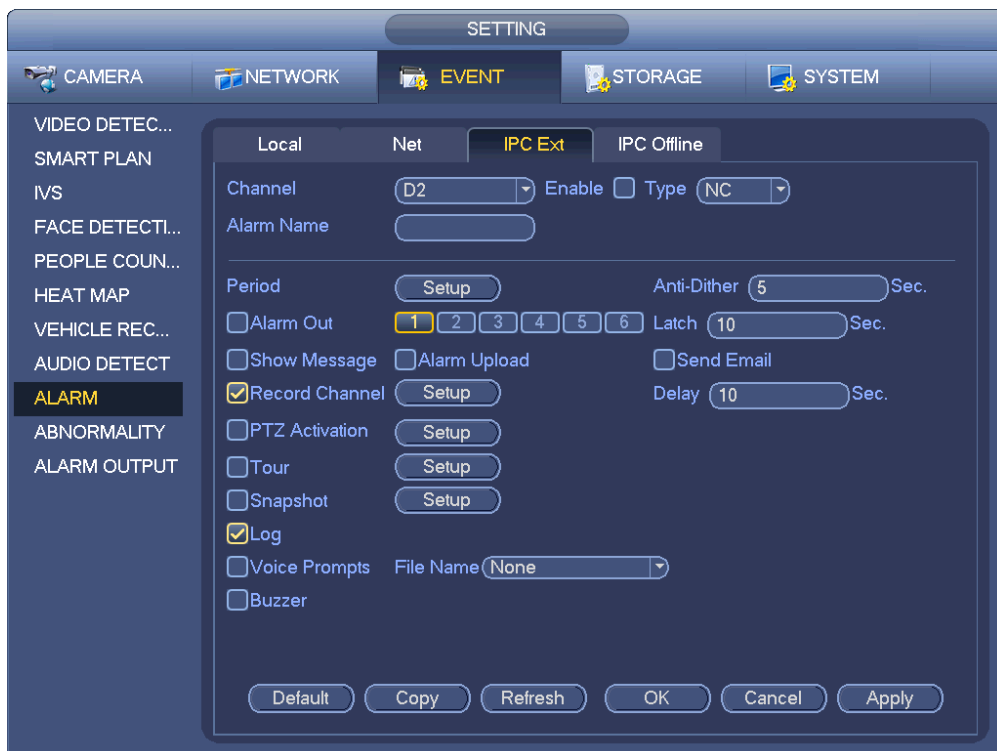 SETTING
CAMERA NETWORK EVENT STORAGE SYSTEM
VIDEO DETEC...
SMART PLAN
IVS
FACE DETECTI...
PEOPLE COUN...
HEAT MAP
VEHICLE REC...
AUDIO DETECT
ALARM
ABNORMALITY
ALARM OUTPUT
Local Net IPC Ext IPC Offline
Channel D2 Enable Type NC
Alarm Name
Period Setup Anti-Dither 5 Sec.
Alarm Out 1 2 3 4 5 6 Latch 10 Sec.
Show Message Alarm Upload Send Email
Record Channel Setup Delay 10 Sec.
PTZ Activation Setup
Tour Setup
Snapshot Setup
Log
Voice Prompts File Name None
Buzzer
Default Copy Refresh OK Cancel Apply